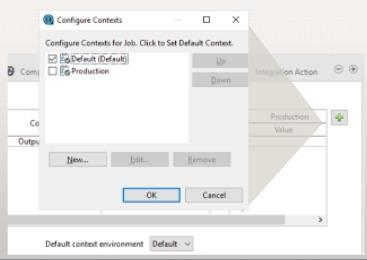 Configure Contexts
Configure Contexts for Job. Click to Set Default Context.
Default (Default)
Production
Up
Down
New...
Edit...
Remove
OK
Cancel
Comp
Integration Action
Co
Production
Value
Outpu
Default context environment
Default